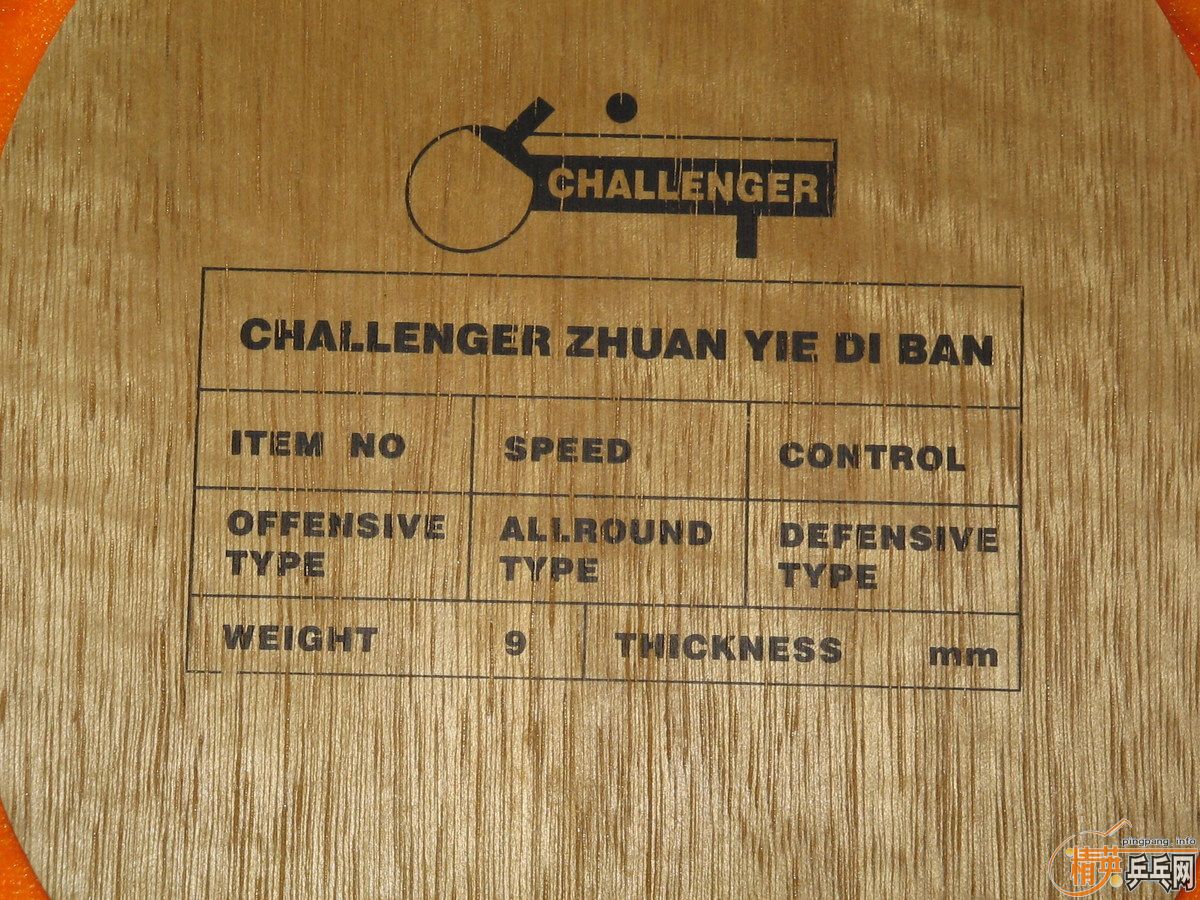 CHALLENGER
CHALLENGER ZHUAN YIE DI BAN
ITEM NO SPEED CONTROL
OFFENSIVE TYPE ALLROUND TYPE DEFENSIVE TYPE
WEIGHT 9 THICKNESS mm
pingpang.info
精英乒乓网